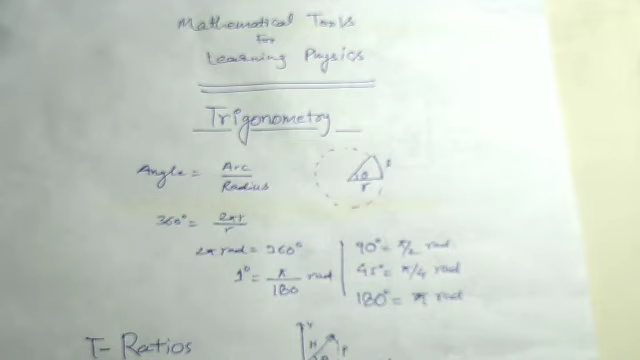 Mathematical Tools
For
Learning Physics
Trigonometry
Angle = Arc / Radius
θ
r
l
360° = 2πr / r
2π rad = 360°
1° = π / 180 rad
90° = π/2 rad
45° = π/4 rad
180° = π rad
T- Ratios
y
H
P
θ